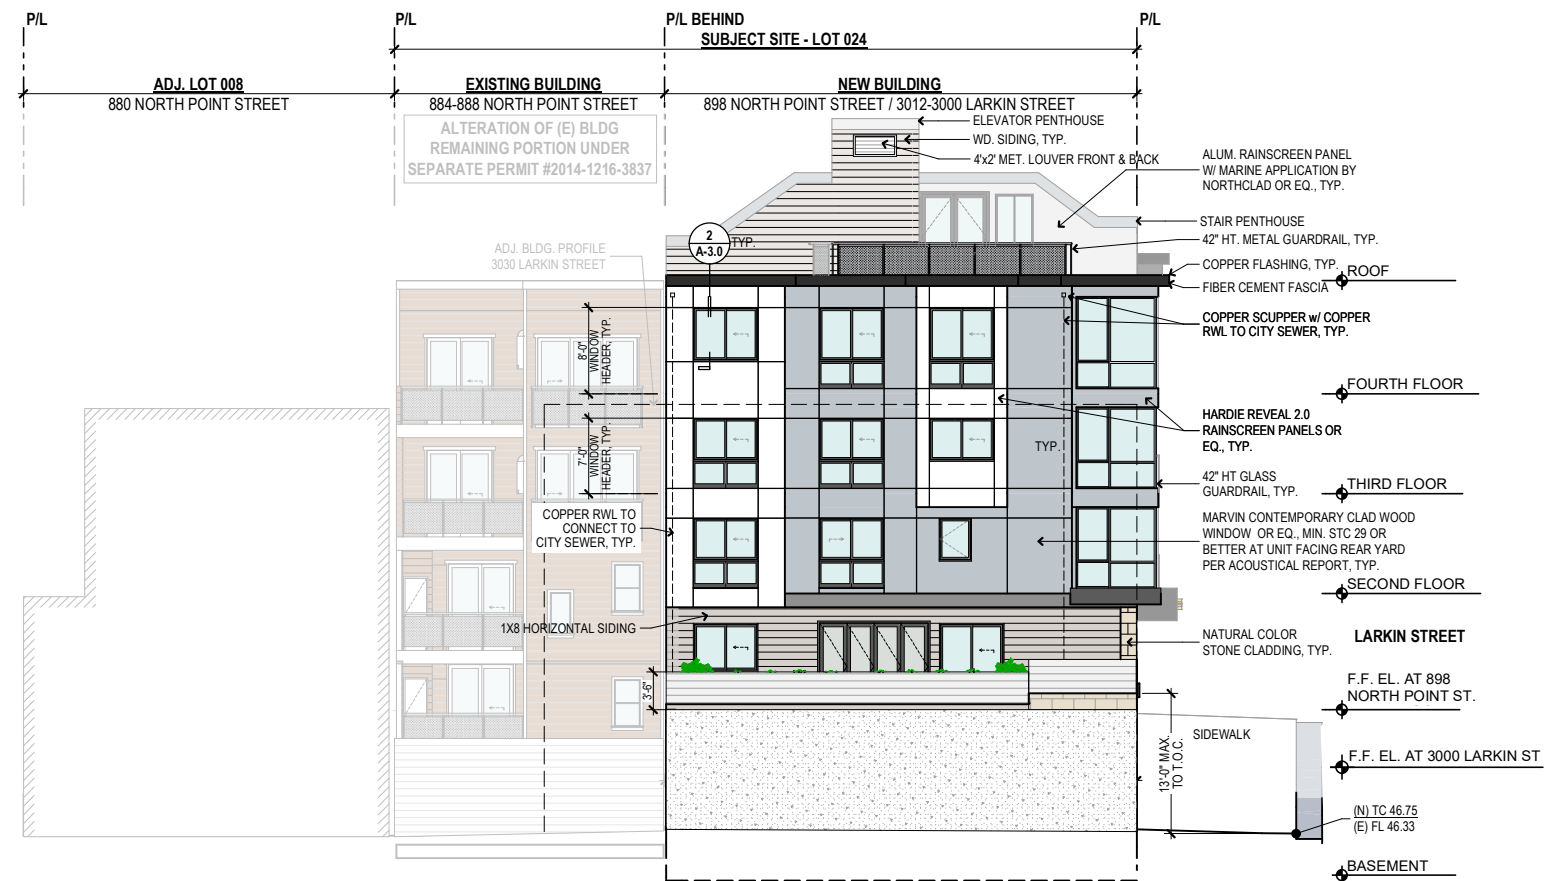 P/L
P/L
P/L BEHIND
P/L
SUBJECT SITE - LOT 024
ADJ. LOT 008
880 NORTH POINT STREET
EXISTING BUILDING
884-888 NORTH POINT STREET
NEW BUILDING
898 NORTH POINT STREET / 3012-3000 LARKIN STREET
ALTERATION OF (E) BLDG
REMAINING PORTION UNDER
SEPARATE PERMIT #2014-1216-3837
ELEVATOR PENTHOUSE
WD. SIDING, TYP.
4'x2' MET. LOUVER FRONT & BACK
ALUM. RAINSCREEN PANEL
W/ MARINE APPLICATION BY
NORTHCLAD OR EQ., TYP.
STAIR PENTHOUSE
42" HT. METAL GUARDRAIL, TYP.
2
A-3.0
TYP.
ADJ. BLDG. PROFILE
3030 LARKIN STREET
COPPER FLASHING, TYP.
ROOF
FIBER CEMENT FASCIA
COPPER SCUPPER w/ COPPER
RWL TO CITY SEWER, TYP.
8'-0"
WINDOW
HEADER, TYP.
FOURTH FLOOR
HARDIE REVEAL 2.0
RAINSCREEN PANELS OR
EQ., TYP.
7'-0"
WINDOW
HEADER, TYP.
TYP.
42" HT GLASS
GUARDRAIL, TYP.
THIRD FLOOR
COPPER RWL TO
CONNECT TO
CITY SEWER, TYP.
MARVIN CONTEMPORARY CLAD WOOD
WINDOW OR EQ., MIN. STC 29 OR
BETTER AT UNIT FACING REAR YARD
PER ACOUSTICAL REPORT, TYP.
SECOND FLOOR
1X8 HORIZONTAL SIDING
NATURAL COLOR
STONE CLADDING, TYP.
LARKIN STREET
3'-6"
F.F. EL. AT 898
NORTH POINT ST.
SIDEWALK
13'-0" MAX.
TO T.O.C.
F.F. EL. AT 3000 LARKIN ST
(N) TC 46.75
(E) FL 46.33
BASEMENT